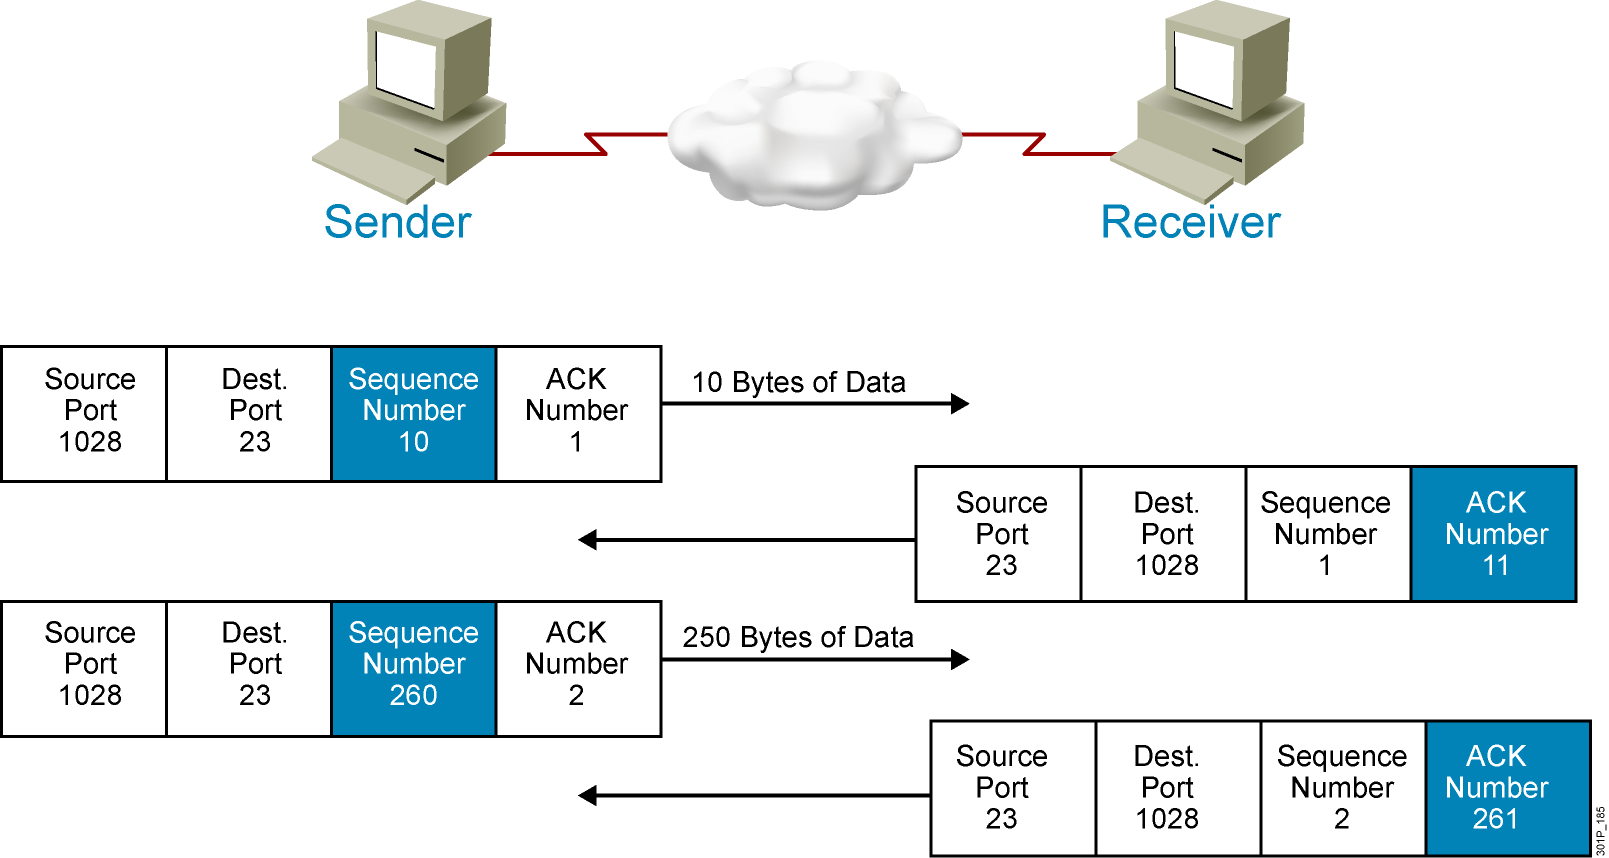 Sender
Receiver
Source
Port
1028
Dest.
Port
23
Sequence
Number
10
ACK
Number
1
10 Bytes of Data
Source
Port
23
Dest.
Port
1028
Sequence
Number
1
ACK
Number
11
Source
Port
1028
Dest.
Port
23
Sequence
Number
260
ACK
Number
2
250 Bytes of Data
Source
Port
23
Dest.
Port
1028
Sequence
Number
2
ACK
Number
261
301P_185